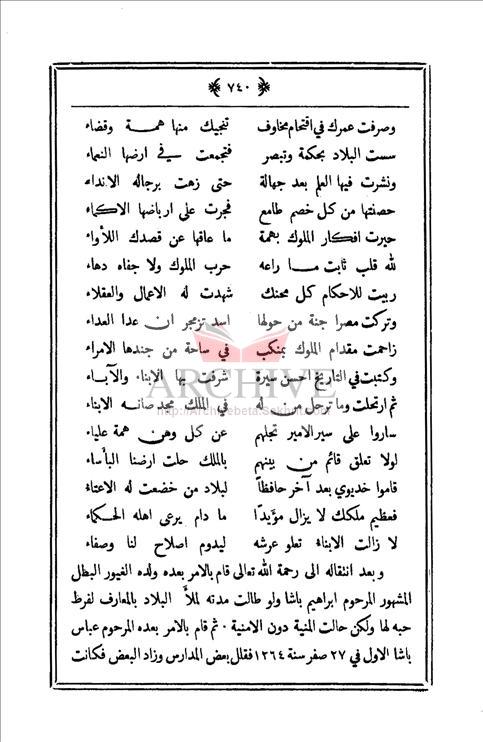 ٧٤٠
وصرفت عمرك في اقتحام مخاوف تنجيك منها همة وقضاء
سست البلاد بحكمة وتبصر فتجمعت في ارضها النعماء
ونشرت فيها العلم بعد جهالة حتى زهت برجاله الانداء
حصنتها من كل خصم طامع فجرت على ارباضها الاكماء
حيرت افكار الملوك بهمة ما عاقها عن قصدك اللأواء
لله قلب ثابت ما راعه حرب الملوك ولا جفاه دهاء
ربيت للاحكام كل محنك شهدت له الاعمال والعقلاء
وتركت مصرا جنة من حولها اسد تزمجر ان عدا العداء
زاحمت مقدام الملوك بمنكب في ساحة من جندها الامراء
وكتبت في التاريخ احسن سيرة شرفت بها الابناء والآباء
ثم ارتحلت وما ترحل من له في الملك مجد صانه الابناء
ساروا على سير الامير تجلهم عن كل وهن همة علياء
لولا تعلق قائم من بينهم بالملك حلت ارضنا البأساء
قاموا خديوي بعد آخر حافظاً لبلاد من خضعت له الاعتاء
فعظيم ملكك لا يزال مؤيدًا ما دام يرعى اهله الحكماء
لا زالت الابناء تعلو عرشه ليدوم اصلاح لنا وصفاء
وبعد انتقاله الى رحمة الله تعالى قام بالامر بعده ولده الغيور البطل
المشهور المرحوم ابراهيم باشا ولو طالت مدته لملأ البلاد بالمعارف لفرظ
حبه لها ولكن حالت المنية دون الامنية ٠ ثم قام بالامر بعده المرحوم عباس
باشا الاول في ٢٧ صفر سنة ١٢٦٤ فقلل بعض المدارس وزاد البعض فكانت
ARCHIVE
http://Archivebeta.Sakhrit.com